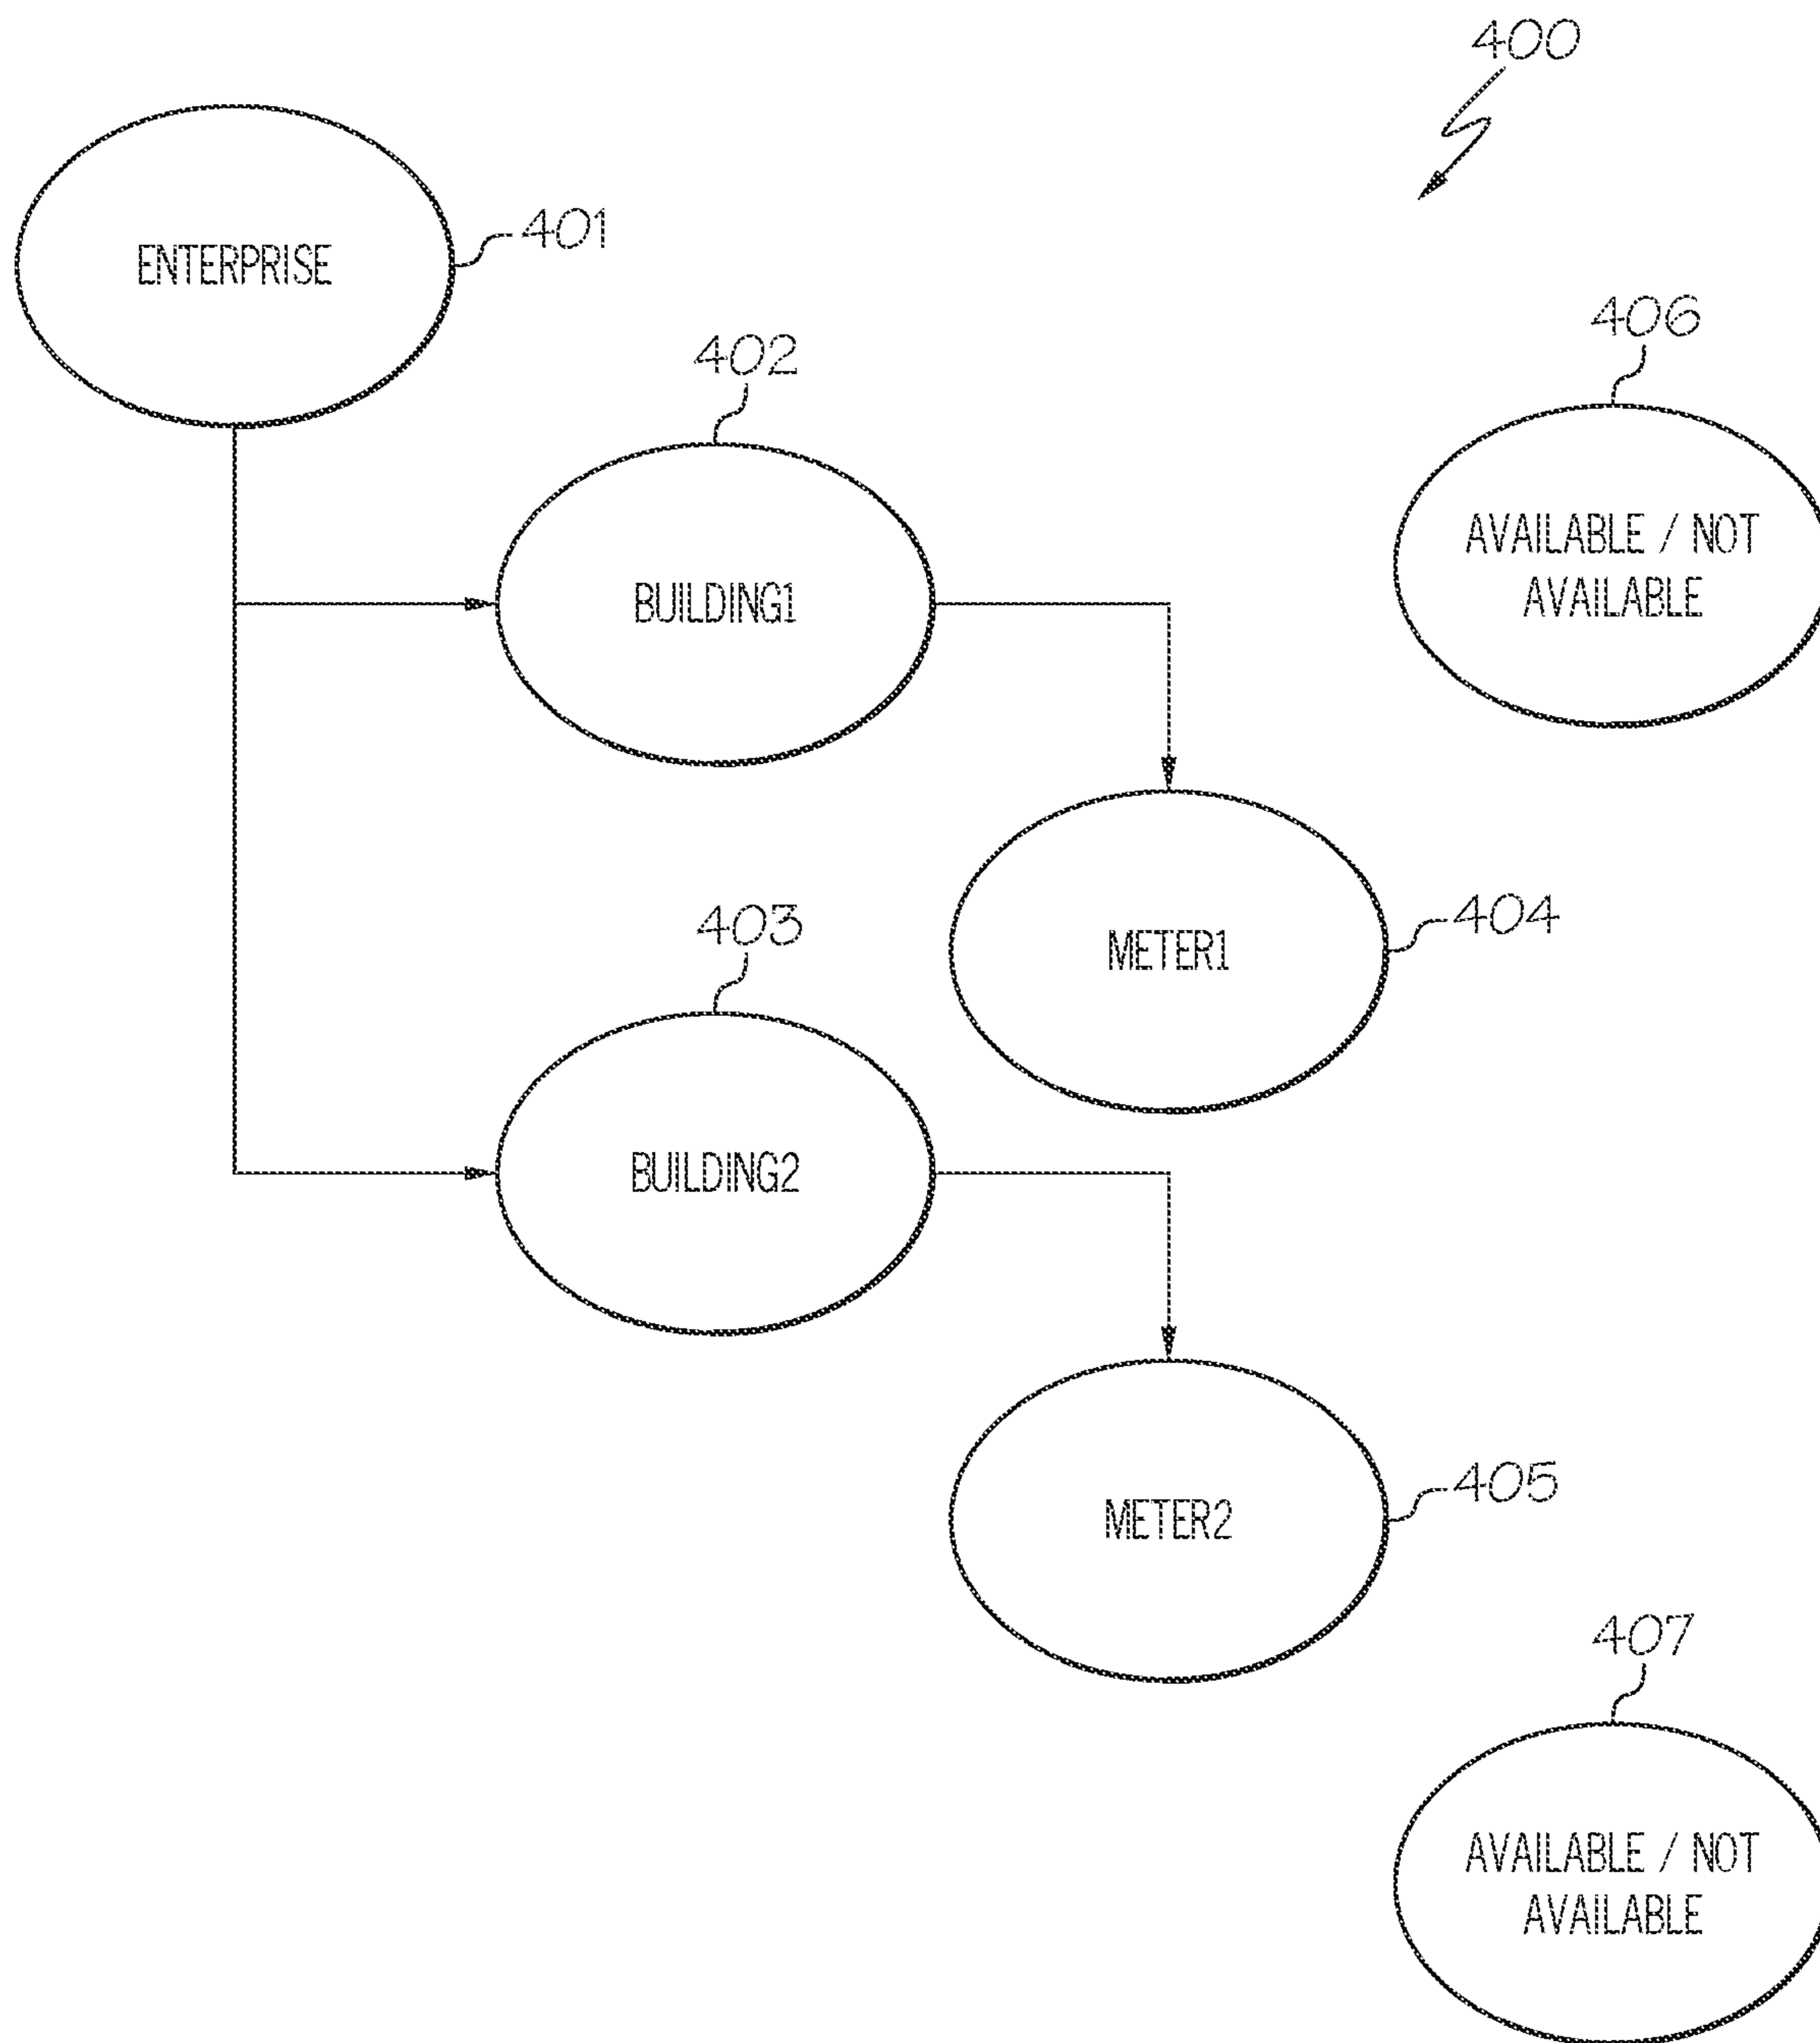 400
ENTERPRISE
401
402
406
AVAILABLE / NOT
AVAILABLE
BUILDING1
403
METER1
404
BUILDING2
METER2
405
407
AVAILABLE / NOT
AVAILABLE